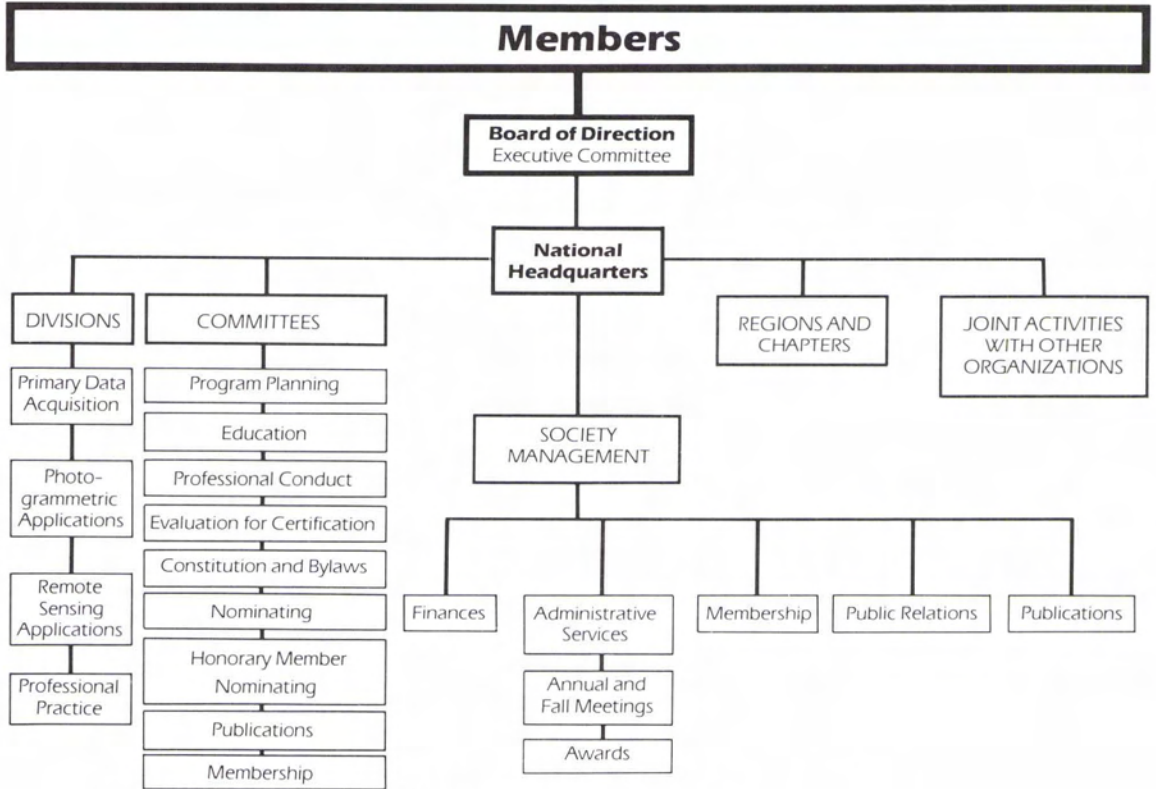 Members
Board of Direction
Executive Committee
National
Headquarters
DIVISIONS
Primary Data
Acquisition
Photo-
grammetric
Applications
Remote
Sensing
Applications
Professional
Practice
COMMITTEES
Program Planning
Education
Professional Conduct
Evaluation for Certification
Constitution and Bylaws
Nominating
Honorary Member
Nominating
Publications
Membership
SOCIETY
MANAGEMENT
Finances
Administrative
Services
Annual and
Fall Meetings
Awards
Membership
Public Relations
Publications
REGIONS AND
CHAPTERS
JOINT ACTIVITIES
WITH OTHER
ORGANIZATIONS